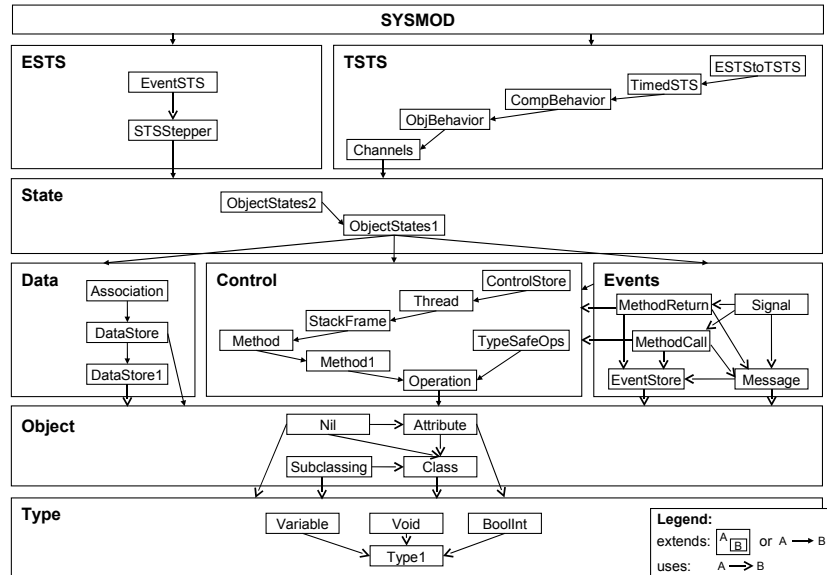 SYSMOD
ESTS
EventSTS
STSStepper
TSTS
ESTStoTSTS
TimedSTS
CompBehavior
ObjBehavior
Channels
State
ObjectStates2
ObjectStates1
Data
Association
DataStore
DataStore1
Control
ControlStore
Thread
StackFrame
Method
TypeSafeOps
Method1
Operation
Events
MethodReturn
Signal
MethodCall
EventStore
Message
Object
Nil
Attribute
Subclassing
Class
Type
Variable
Void
BoolInt
Type1
Legend:
extends: A B or A B
uses: A B